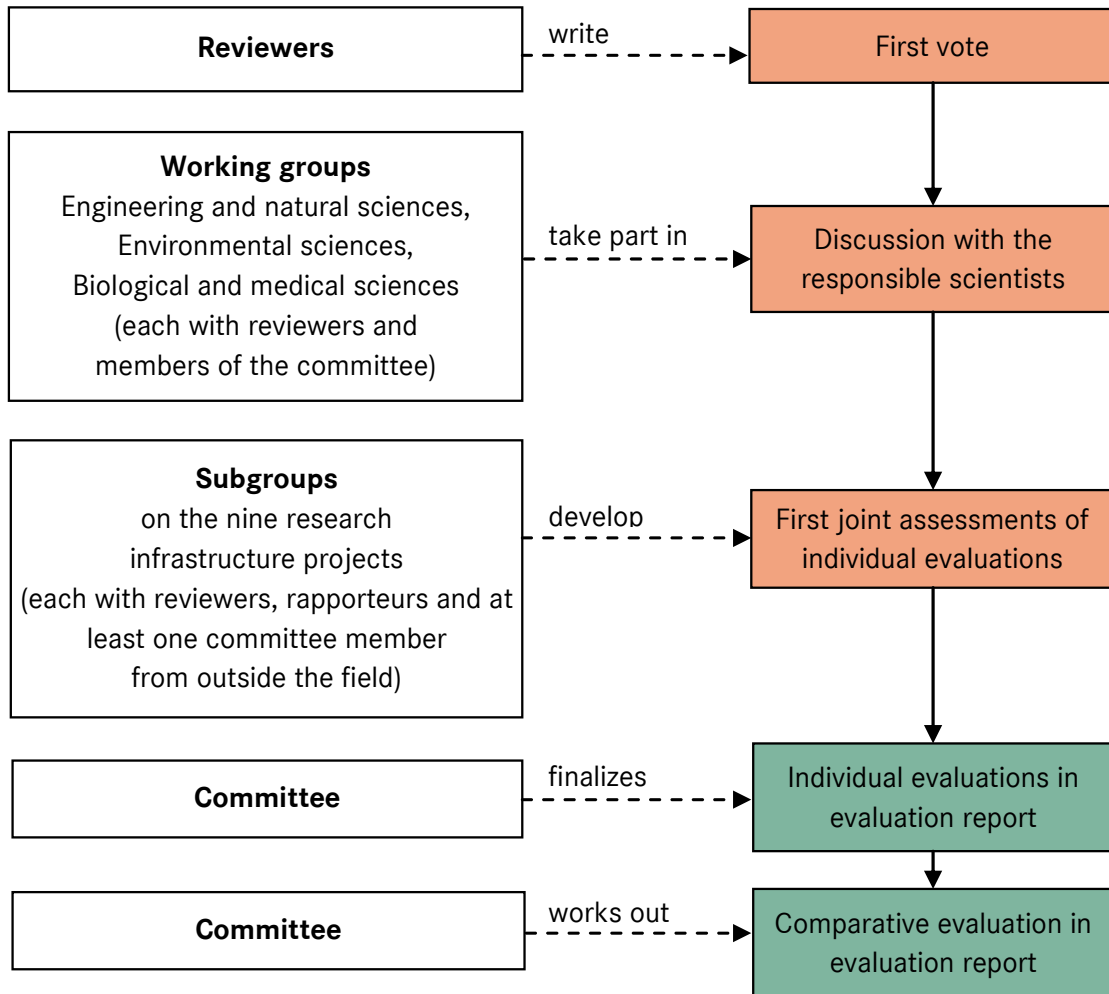 Reviewers
write
First vote
Working groups
Engineering and natural sciences,
Environmental sciences,
Biological and medical sciences
(each with reviewers and
members of the committee)
take part in
Discussion with the
responsible scientists
Subgroups
on the nine research
infrastructure projects
(each with reviewers, rapporteurs and at
least one committee member
from outside the field)
develop
First joint assessments of
individual evaluations
Committee
finalizes
Individual evaluations in
evaluation report
Committee
works out
Comparative evaluation in
evaluation report